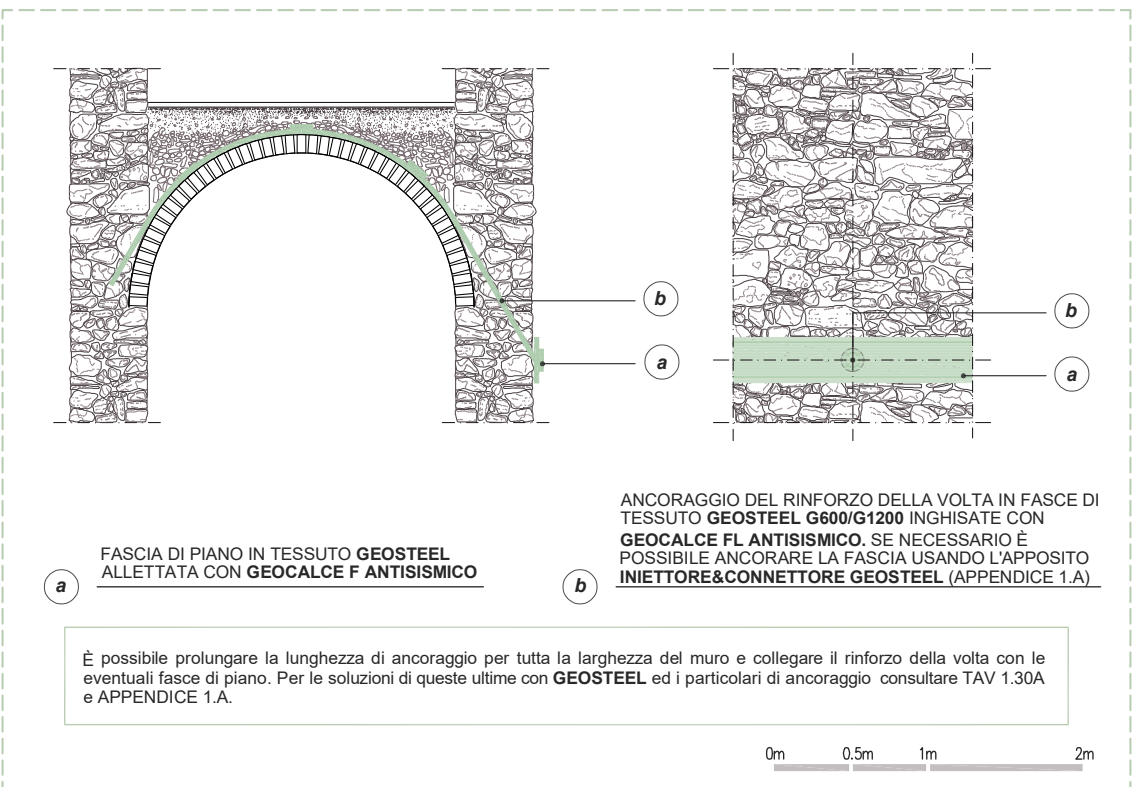 b
a
b
a
a
FASCIA DI PIANO IN TESSUTO GEOSTEEL
ALLETTATA CON GEOCALCE F ANTISISMICO
b
ANCORAGGIO DEL RINFORZO DELLA VOLTA IN FASCE DI
TESSUTO GEOSTEEL G600/G1200 INGHISATE CON
GEOCALCE FL ANTISISMICO. SE NECESSARIO È
POSSIBILE ANCORARE LA FASCIA USANDO L'APPOSITO
INIETTORE&CONNETTORE GEOSTEEL (APPENDICE 1.A)
È possibile prolungare la lunghezza di ancoraggio per tutta la larghezza del muro e collegare il rinforzo della volta con le
eventuali fasce di piano. Per le soluzioni di queste ultime con GEOSTEEL ed i particolari di ancoraggio consultare TAV 1.30A
e APPENDICE 1.A.
0m 0.5m 1m 2m